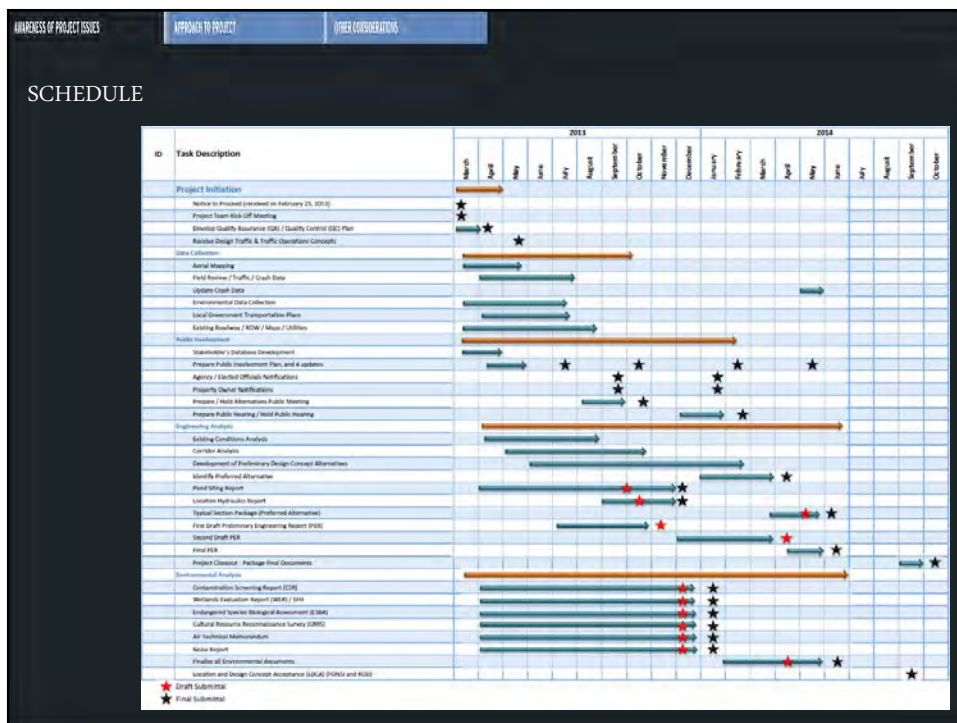 AWARENESS OF PROJECT ISSUES
APPROACH TO PROJECT
OTHER CONSIDERATIONS
SCHEDULE
2013 2014
ID Task Description
March April May June July August September October November December January February March April May June July August September October
Project Initiation
Notice to Proceed (received on February 25, 2013)
Project Team Kick-Off Meeting
Develop Quality Assurance (QA) / Quality Control (QC) Plan
Receive Design Traffic & Traffic Operations Concepts
Data Collection
Aerial Mapping
Field Review / Traffic / Crash Data
Update Crash Data
Environmental Data Collection
Local Government Transportation Plans
Existing Roadway / ROW / Maps / Utilities
Public Involvement
Stakeholder's Database Development
Prepare Public Involvement Plan, and 4 updates
Agency / Elected Officials Notifications
Property Owner Notifications
Prepare / Hold Alternatives Public Meeting
Prepare Public Hearing / Hold Public Hearing
Engineering Analysis
Existing Conditions Analysis
Corridor Analysis
Development of Preliminary Design Concept Alternatives
Identify Preferred Alternative
Pond Siting Report
Location Hydraulics Report
Typical Section Package (Preferred Alternative)
First Draft Preliminary Engineering Report (PER)
Second Draft PER
Final PER
Project Closeout - Package Final Documents
Environmental Analysis
Contamination Screening Report (CSR)
Wetlands Evaluation Report (WER) / EFH
Endangered Species Biological Assessment (ESBA)
Cultural Resource Reconnaissance Survey (CRRS)
Air Technical Memorandum
Noise Report
Finalize all Environmental documents
Location and Design Concept Acceptance (LDCA) (FONSI and ROD)
Draft Submittal
Final Submittal